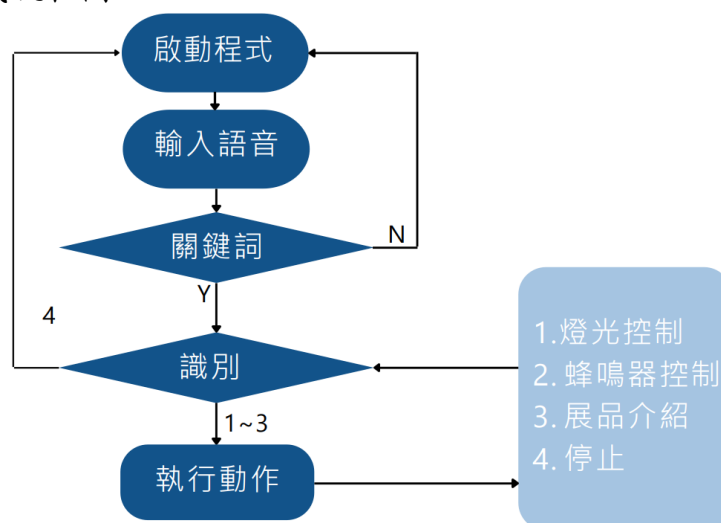 啟動程式
輸入語音
關鍵詞
N
Y
4
識別
1~3
執行動作
1.燈光控制
2.蜂鳴器控制
3.展品介紹
4.停止